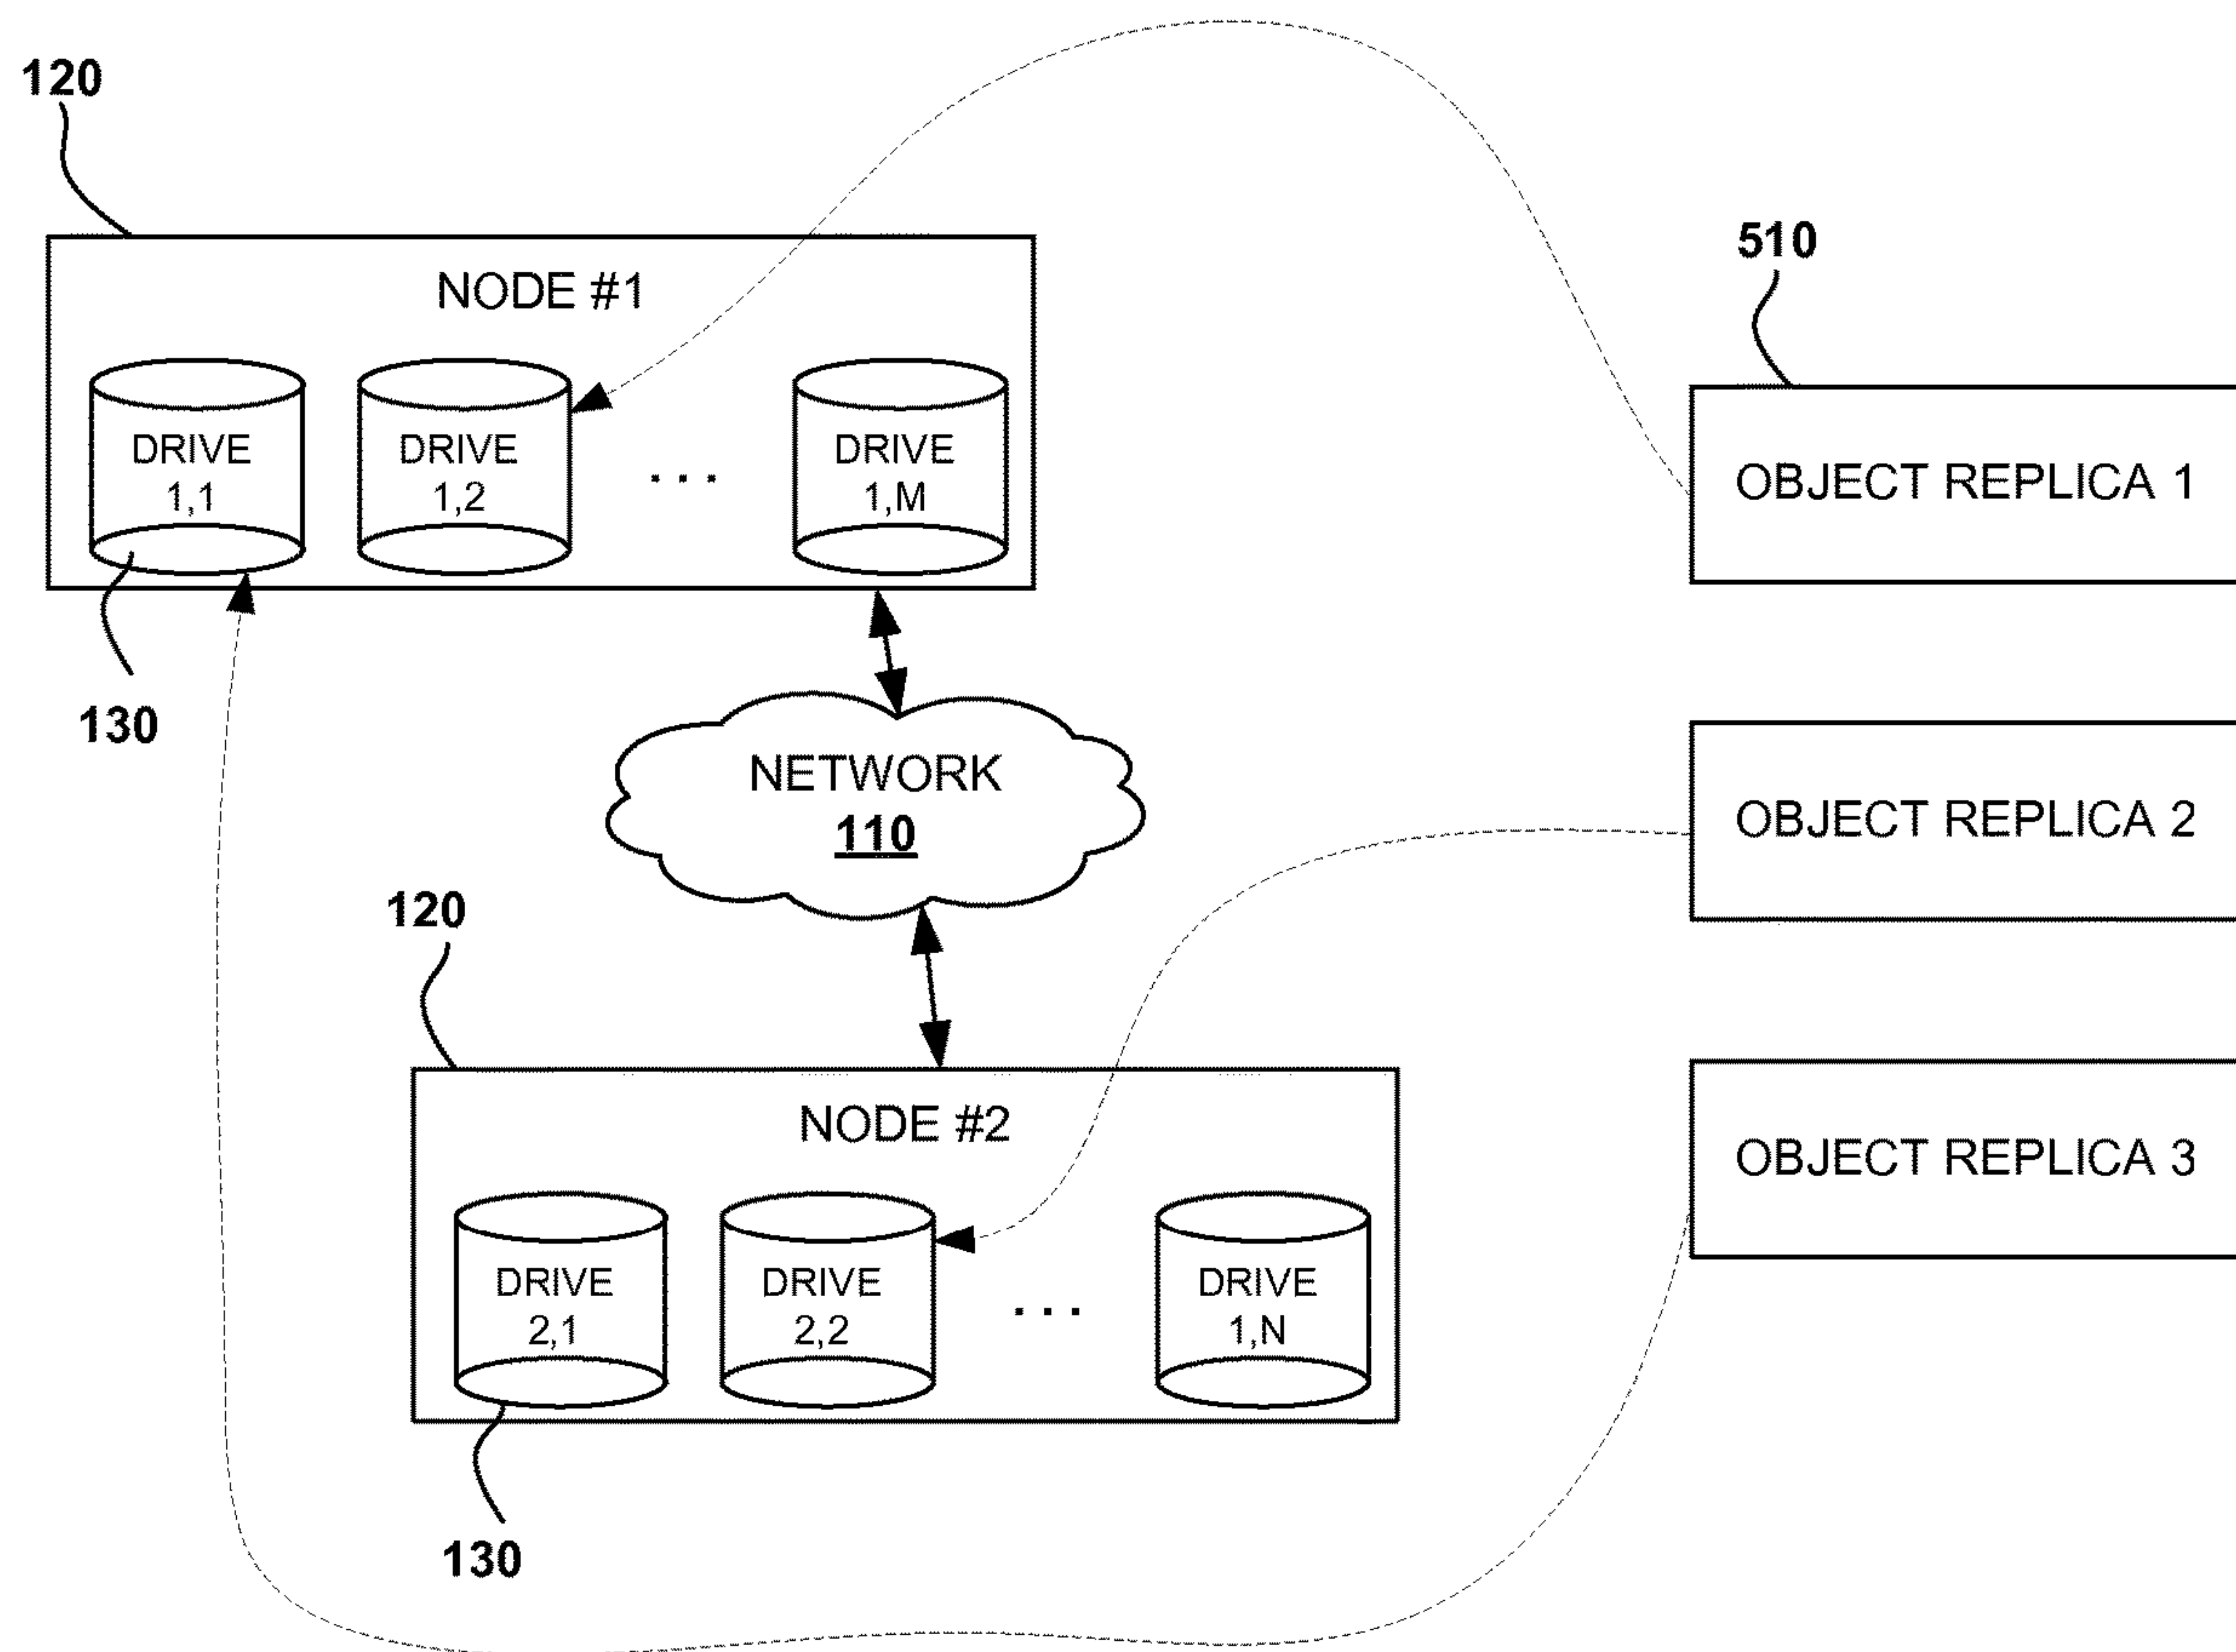 120
NODE #1
DRIVE
1,1
DRIVE
1,2
...
DRIVE
1,M
130
510
OBJECT REPLICA 1
NETWORK
110
OBJECT REPLICA 2
120
NODE #2
DRIVE
2,1
DRIVE
2,2
...
DRIVE
1,N
130
OBJECT REPLICA 3